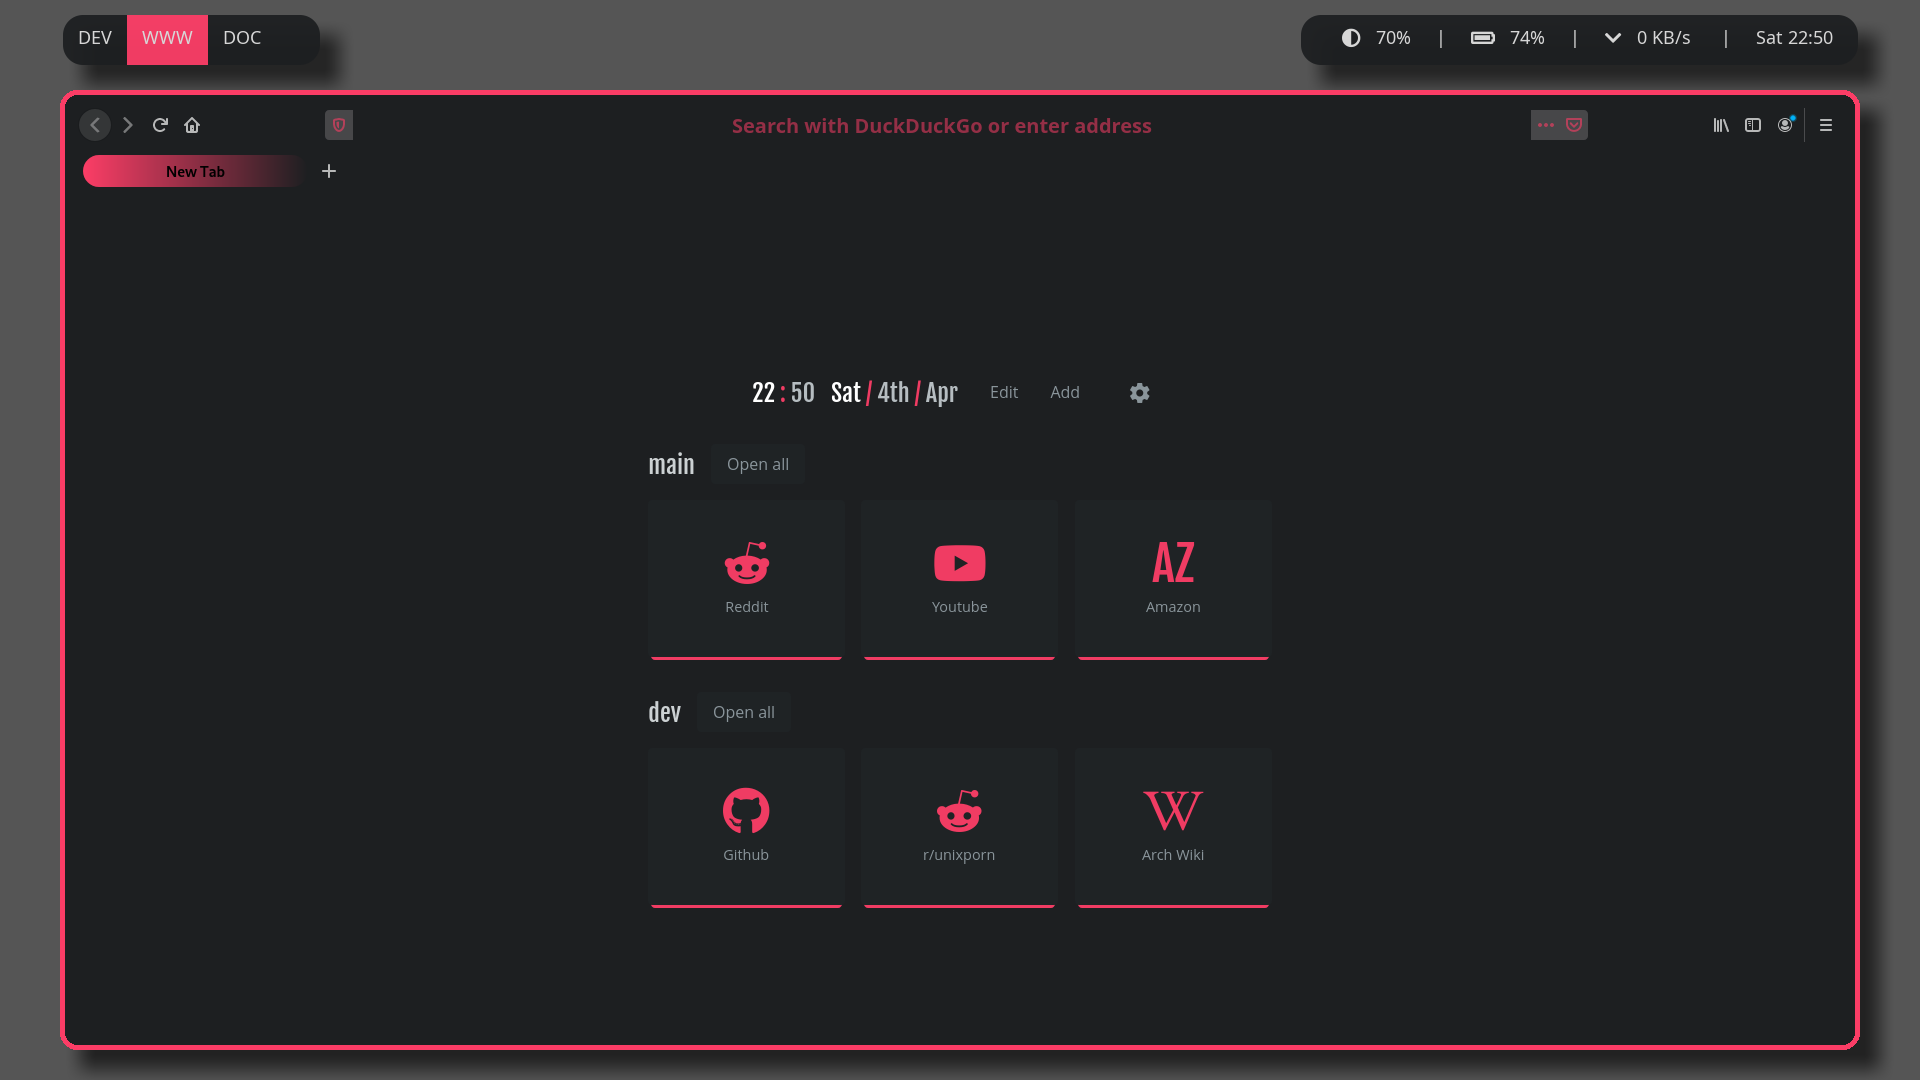 DEV WWW DOC
70% | 74% | 0 KB/s | Sat 22:50
Search with DuckDuckGo or enter address
New Tab
22:50 Sat / 4th / Apr Edit Add
main Open all
Reddit Youtube AZ Amazon
dev Open all
Github r/unixporn W Arch Wiki